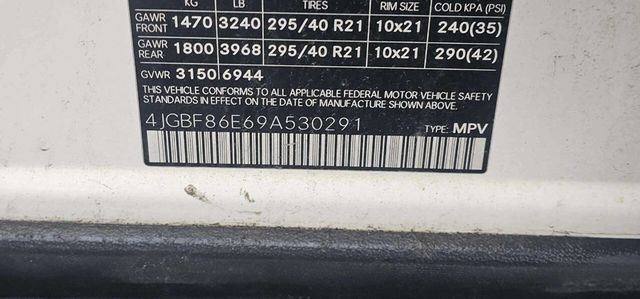 KG LB TIRES RIM SIZE COLD KPA (PSI)
GAWR FRONT 1470 3240 295/40 R21 10x21 240(35)
GAWR REAR 1800 3968 295/40 R21 10x21 290(42)
GVWR 3150 6944
THIS VEHICLE CONFORMS TO ALL APPLICABLE FEDERAL MOTOR VEHICLE SAFETY
STANDARDS IN EFFECT ON THE DATE OF MANUFACTURE SHOWN ABOVE.
4JGBF86E69A530291 TYPE: MPV